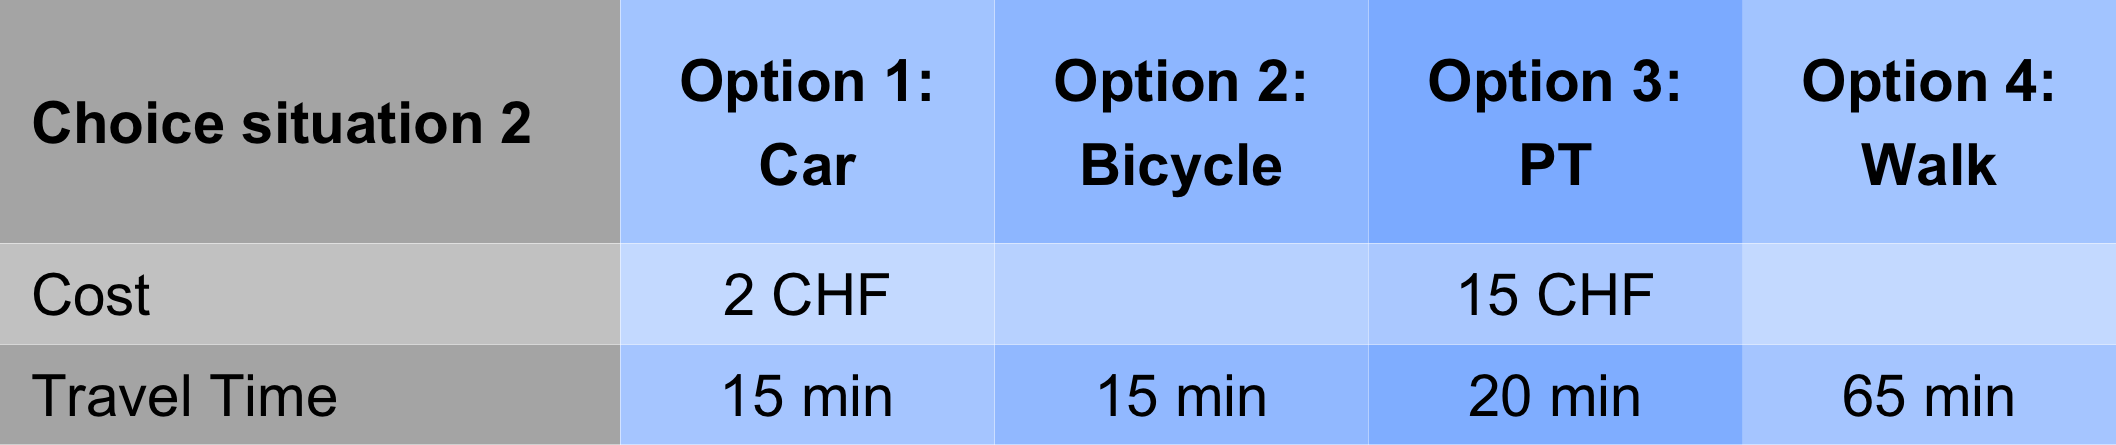 Choice situation 2 Option 1: Car Option 2: Bicycle Option 3: PT Option 4: Walk
Cost 2 CHF 15 CHF
Travel Time 15 min 15 min 20 min 65 min